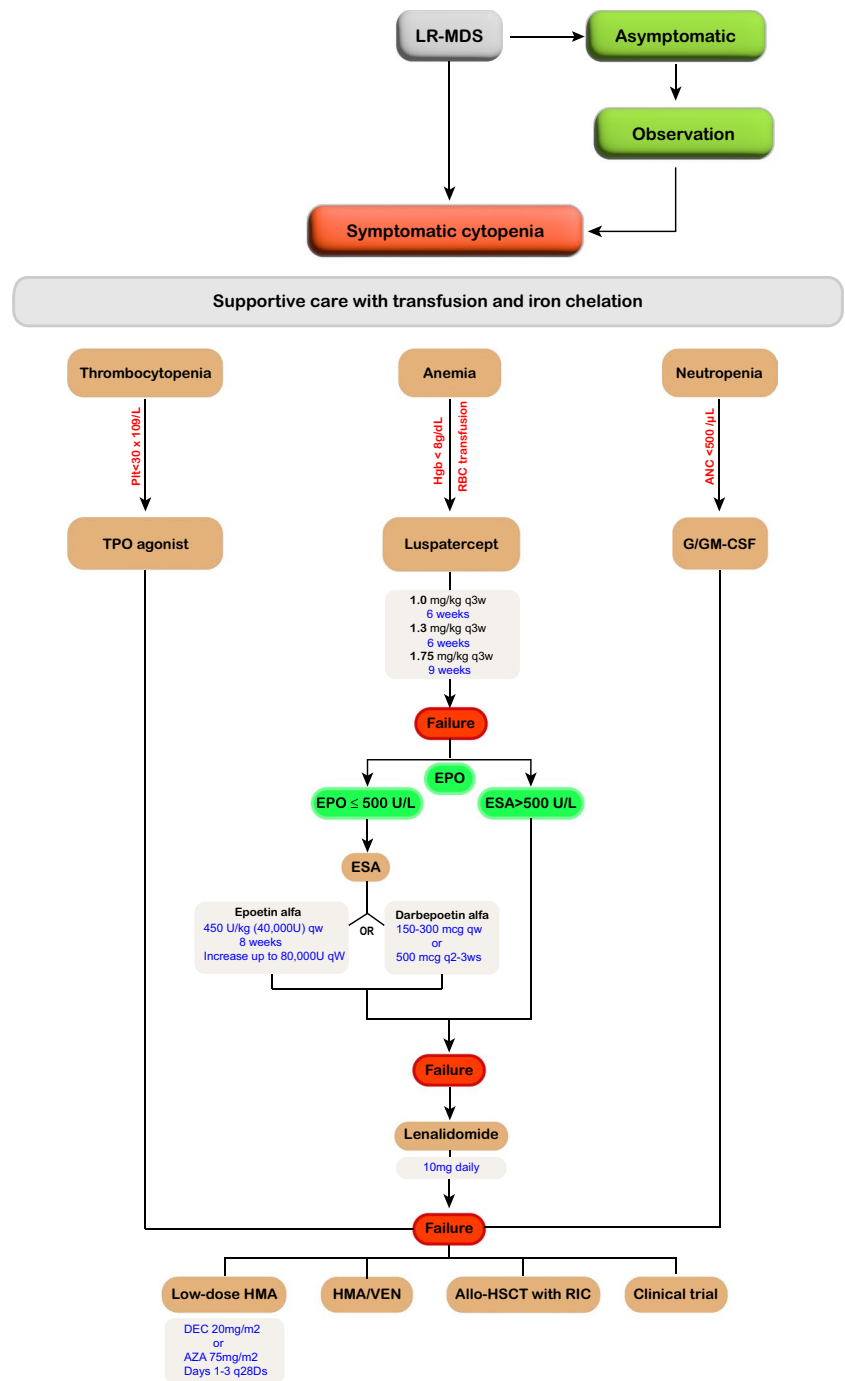 LR-MDS
Asymptomatic
Observation
Symptomatic cytopenia
Supportive care with transfusion and iron chelation
Thrombocytopenia
Anemia
Neutropenia
Plt<30 x 109/L
Hgb < 8g/dL
RBC transfusion
ANC <500 /µL
TPO agonist
Luspatercept
G/GM-CSF
1.0 mg/kg q3w
6 weeks
1.3 mg/kg q3w
6 weeks
1.75 mg/kg q3w
9 weeks
Failure
EPO
EPO ≤ 500 U/L
ESA>500 U/L
ESA
Epoetin alfa
450 U/kg (40,000U) qw
8 weeks
Increase up to 80,000U qW
OR
Darbepoetin alfa
150-300 mcg qw
or
500 mcg q2-3ws
Failure
Lenalidomide
10mg daily
Failure
Low-dose HMA
HMA/VEN
Allo-HSCT with RIC
Clinical trial
DEC 20mg/m2
or
AZA 75mg/m2
Days 1-3 q28Ds